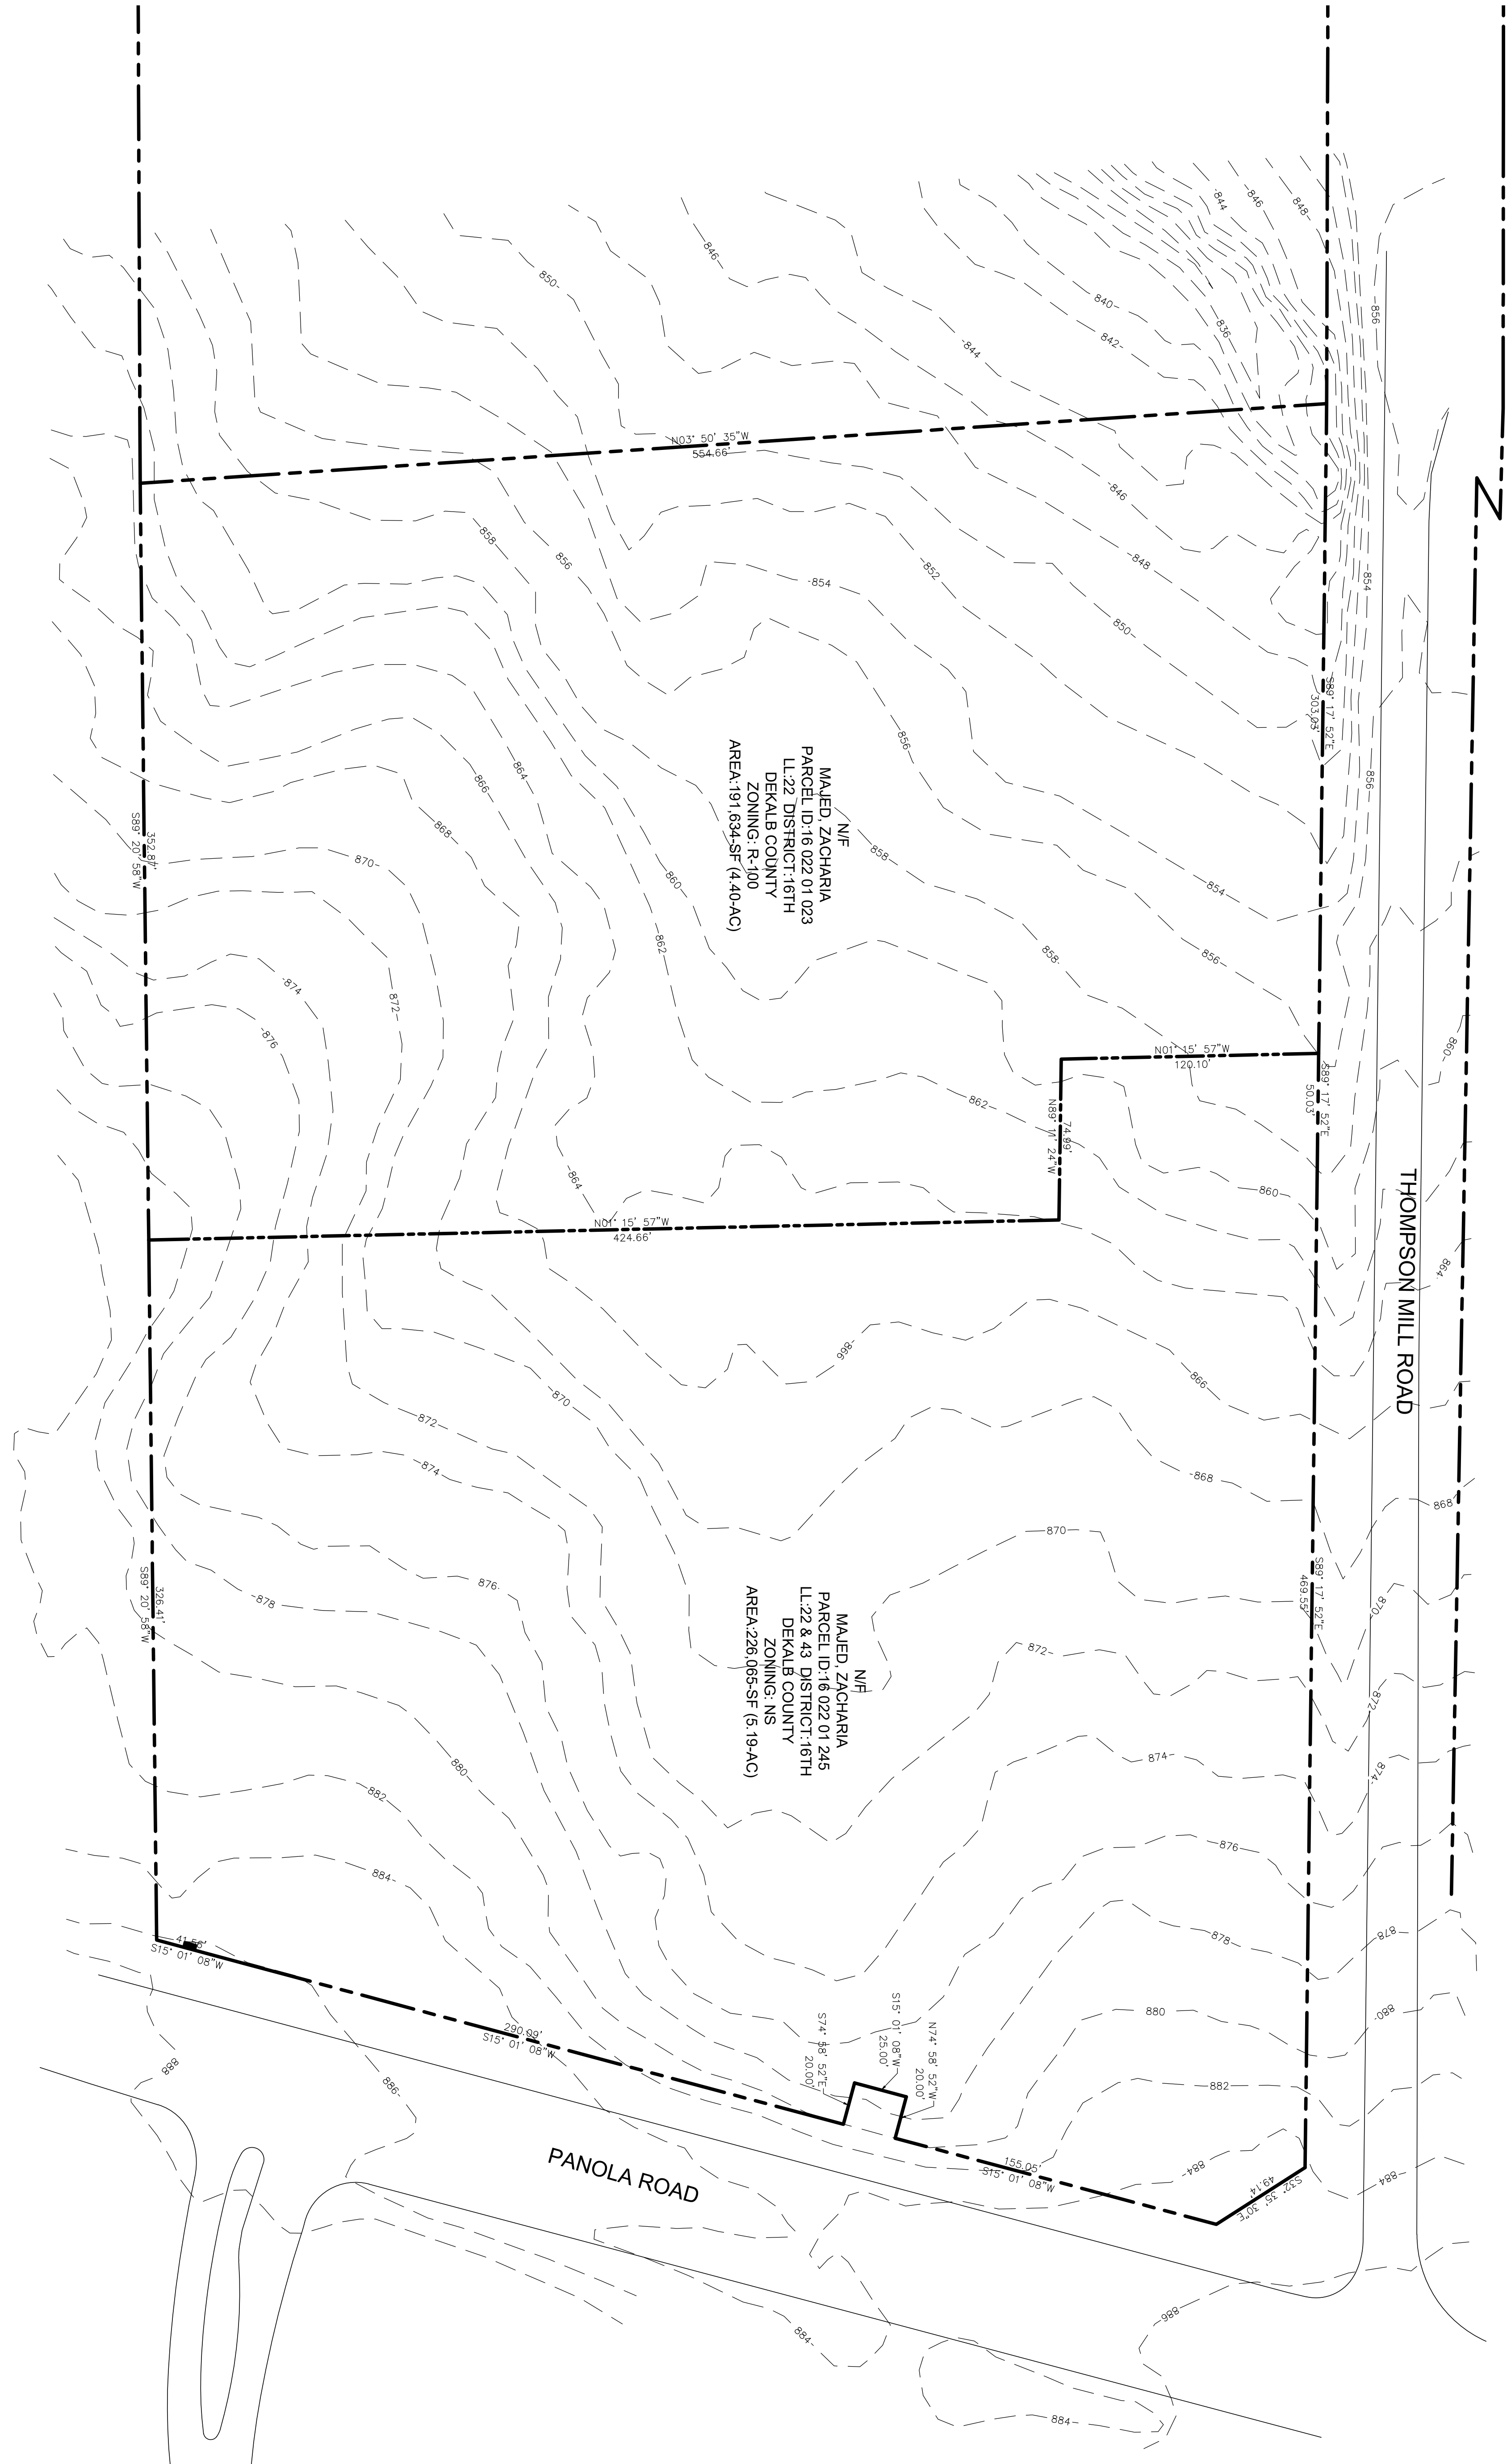 THOMPSON MILL ROAD
PANOLA ROAD
N/F
MAJED, ZACHARIA
PARCEL ID:16 022 01 023
LL:22 DISTRICT:16TH
DEKALB COUNTY
ZONING: R-100
AREA:191,634-SF (4.40-AC)
N/F
MAJED, ZACHARIA
PARCEL ID:16 022 01 245
LL:22 & 43 DISTRICT:16TH
DEKALB COUNTY
ZONING: NS
AREA:226,065-SF (5.19-AC)
N03° 50' 35"W
554.66'
S89° 17' 52"E
303.03'
N01° 15' 57"W
120.10'
S89° 17' 52"E
50.03'
74.99'
N89° 11' 24"W
N01° 15' 57"W
424.66'
352.87'
S89° 20' 58"W
S89° 17' 52"E
469.55'
326.41'
S89° 20' 58"W
41.56'
S15° 01' 08"W
290.09'
S15° 01' 08"W
S74° 58' 52"E
20.00'
S15° 01' 08"W
25.00'
N74° 58' 52"W
20.00'
155.05'
S15° 01' 08"W
S32° 35' 30"E
49.14'
844
846
848
846
850
840
836
842
844
856
846
848
854
858
856
854
852
850
856
864
866
868
870
856
858
860
862
854
856
858
874
872
876
860
862
860
864
864
866
866
870
872
874
868
868
870
870
876
878
872
872
880
874
874
882
876
884
878
878
880
880
882
888
886
884
884
884
886
884